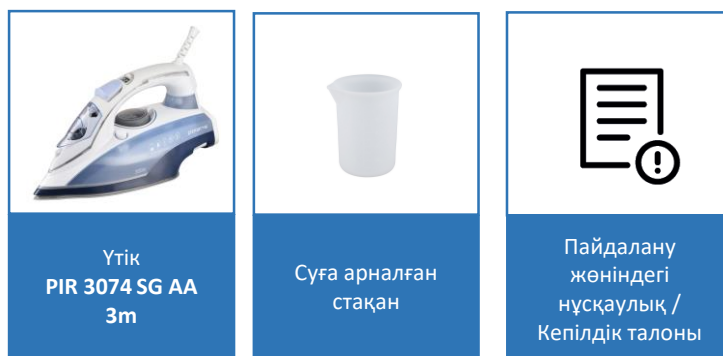 Үтік
PIR 3074 SG AA
3m
Суға арналған
стақан
Пайдалану
жөніндегі
нұсқаулық /
Кепілдік талоны